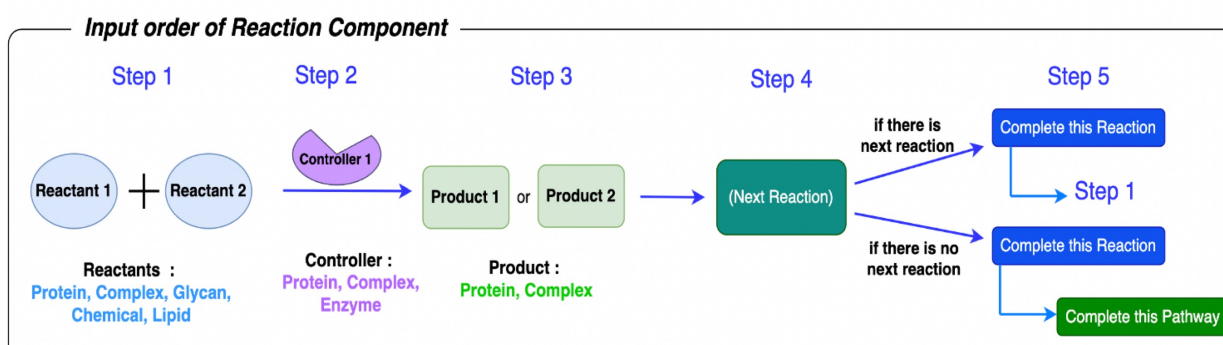 Input order of Reaction Component
Step 1
Step 2
Step 3
Step 4
Step 5
Reactant 1
Reactant 2
Controller 1
Product 1
or
Product 2
(Next Reaction)
if there is
next reaction
Complete this Reaction
Step 1
if there is no
next reaction
Complete this Reaction
Complete this Pathway
Reactants :
Protein, Complex, Glycan,
Chemical, Lipid
Controller :
Protein, Complex,
Enzyme
Product :
Protein, Complex